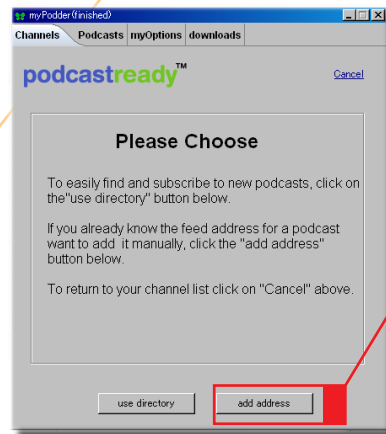 myPodder(finished)
Channels Podcasts myOptions downloads
podcastready™
Cancel
Please Choose
To easily find and subscribe to new podcasts, click on
the"use directory" button below.
If you already know the feed address for a podcast
want to add it manually, click the "add address"
button below.
To return to your channel list click on "Cancel" above.
use directory add address